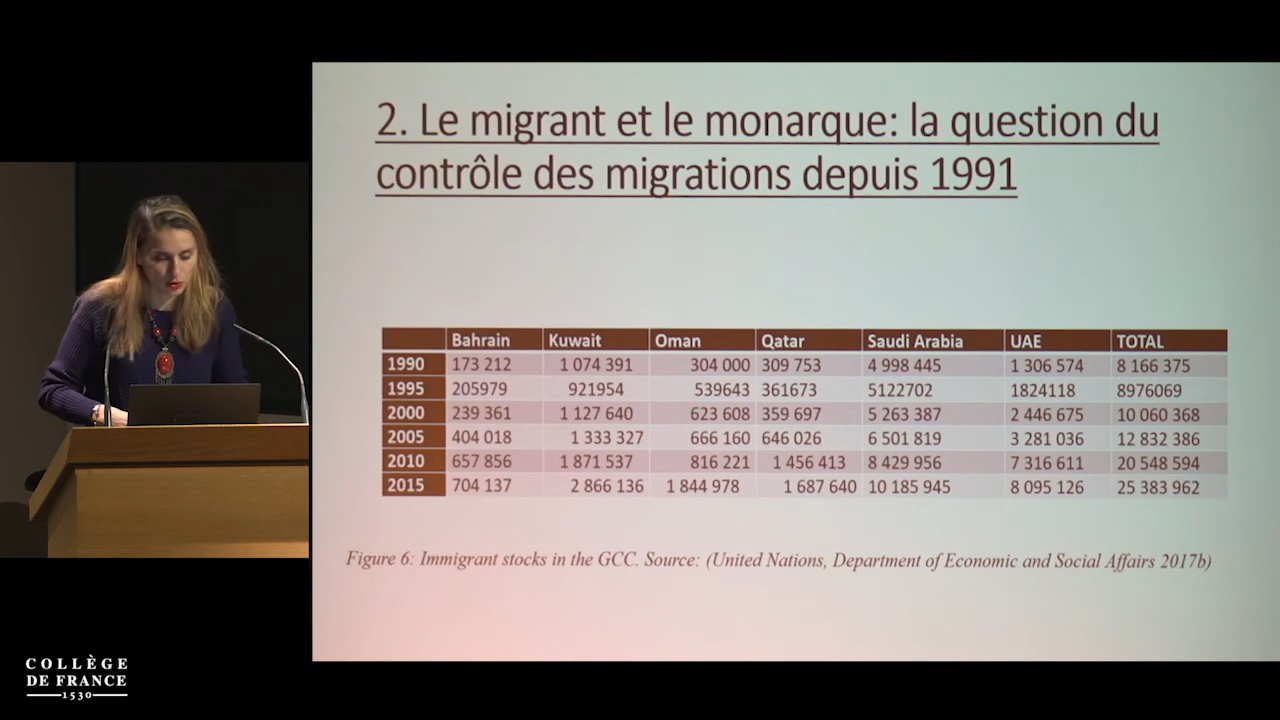 2. Le migrant et le monarque: la question du
contrôle des migrations depuis 1991
Bahrain Kuwait Oman Qatar Saudi Arabia UAE TOTAL
1990 173 212 1 074 391 304 000 309 753 4 998 445 1 306 574 8 166 375
1995 205979 921954 539643 361673 5122702 1824118 8976069
2000 239 361 1 127 640 623 608 359 697 5 263 387 2 446 675 10 060 368
2005 404 018 1 333 327 666 160 646 026 6 501 819 3 281 036 12 832 386
2010 657 856 1 871 537 816 221 1 456 413 8 429 956 7 316 611 20 548 594
2015 704 137 2 866 136 1 844 978 1 687 640 10 185 945 8 095 126 25 383 962
Figure 6: Immigrant stocks in the GCC. Source: (United Nations, Department of Economic and Social Affairs 2017b)
COLLÈGE
DE FRANCE
1530